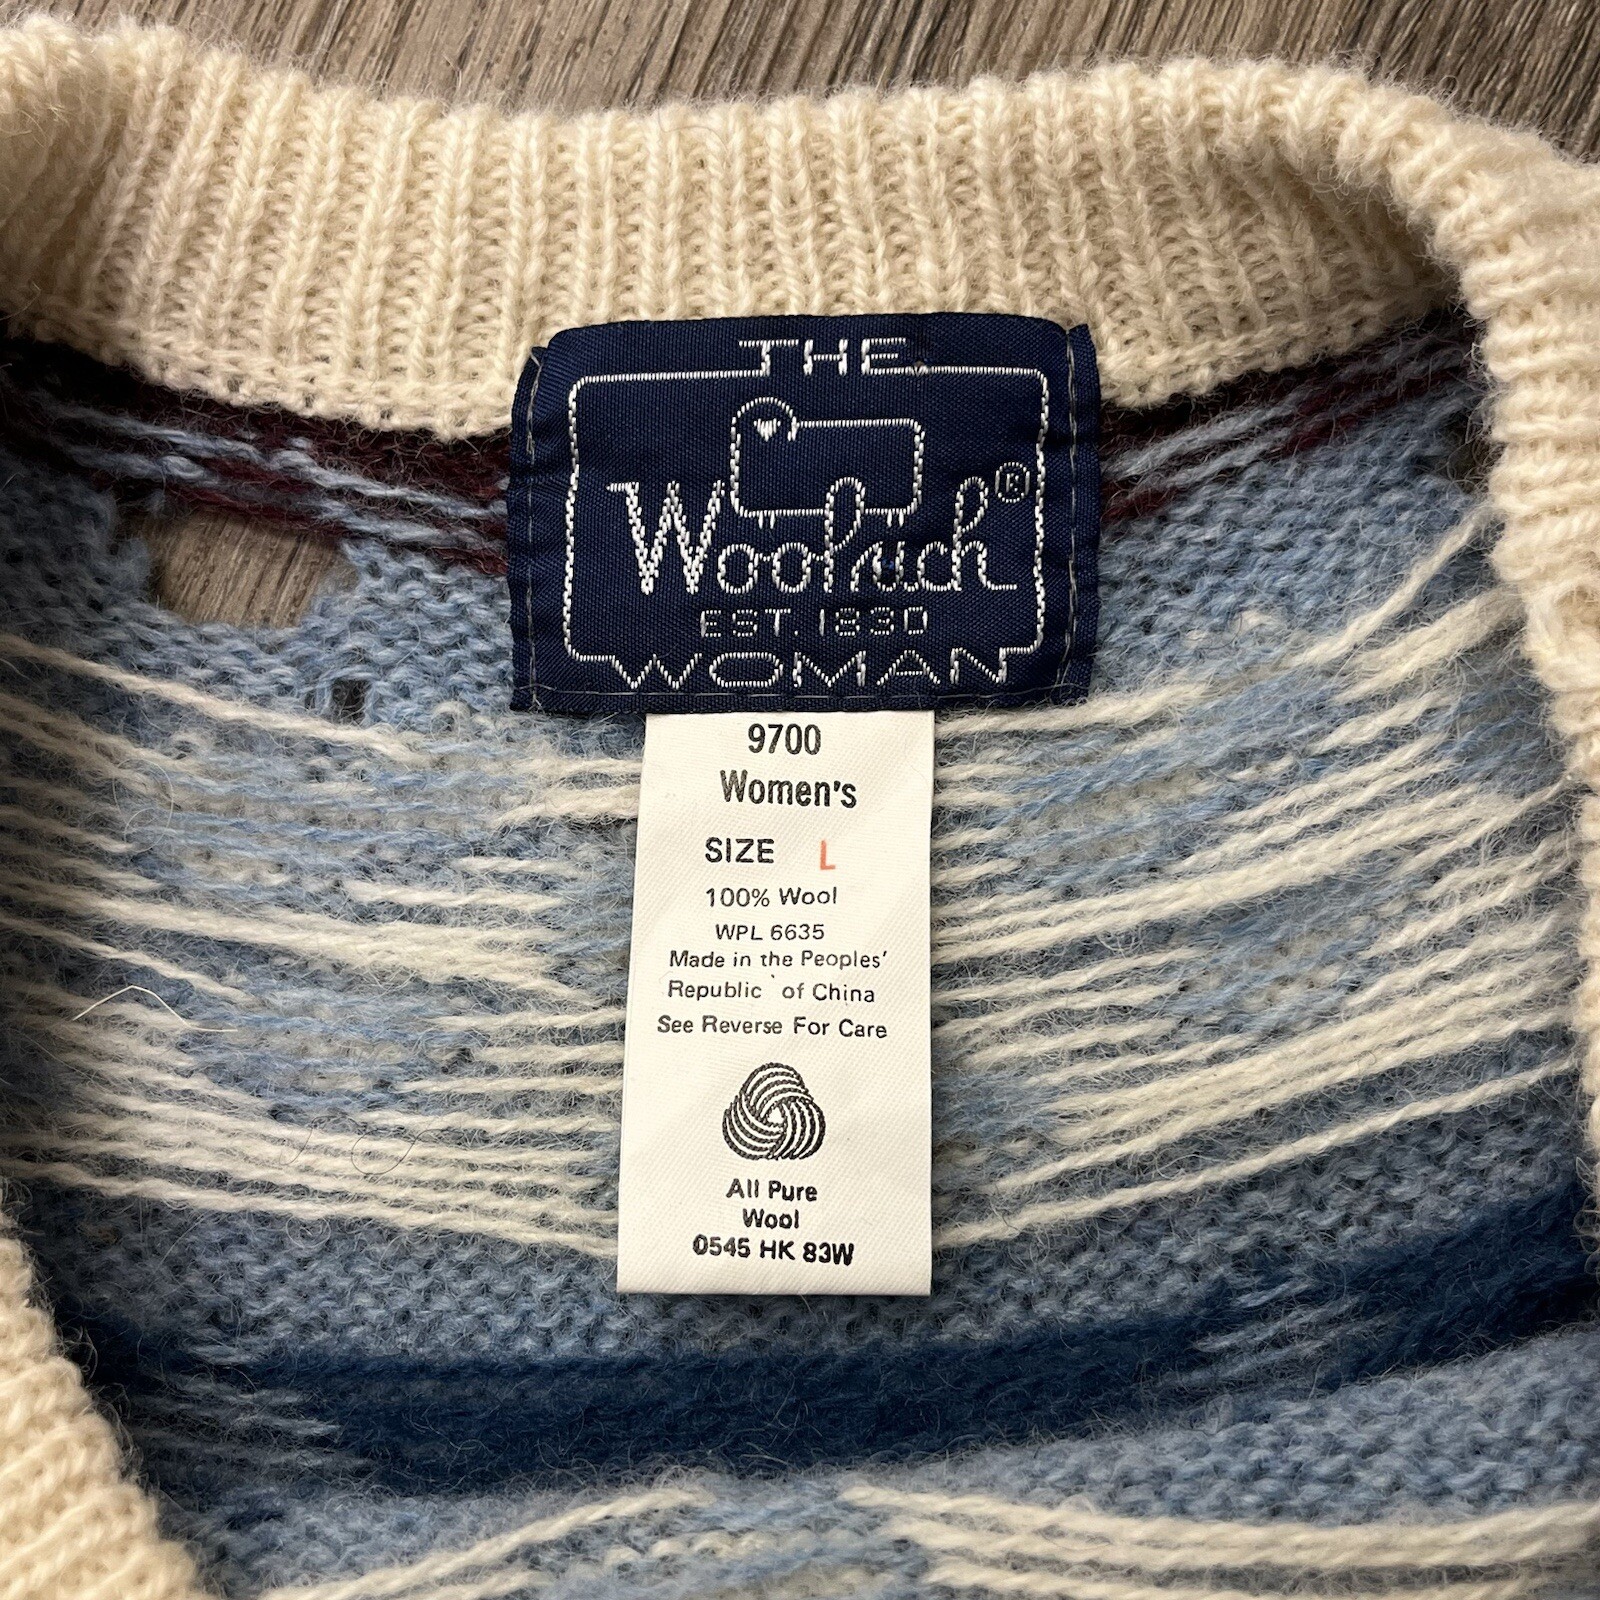 THE
Woolrich®
EST. 1830
WOMAN
9700
Women's
SIZE L
100% Wool
WPL 6635
Made in the Peoples'
Republic of China
See Reverse For Care
All Pure
Wool
0545 HK 83W